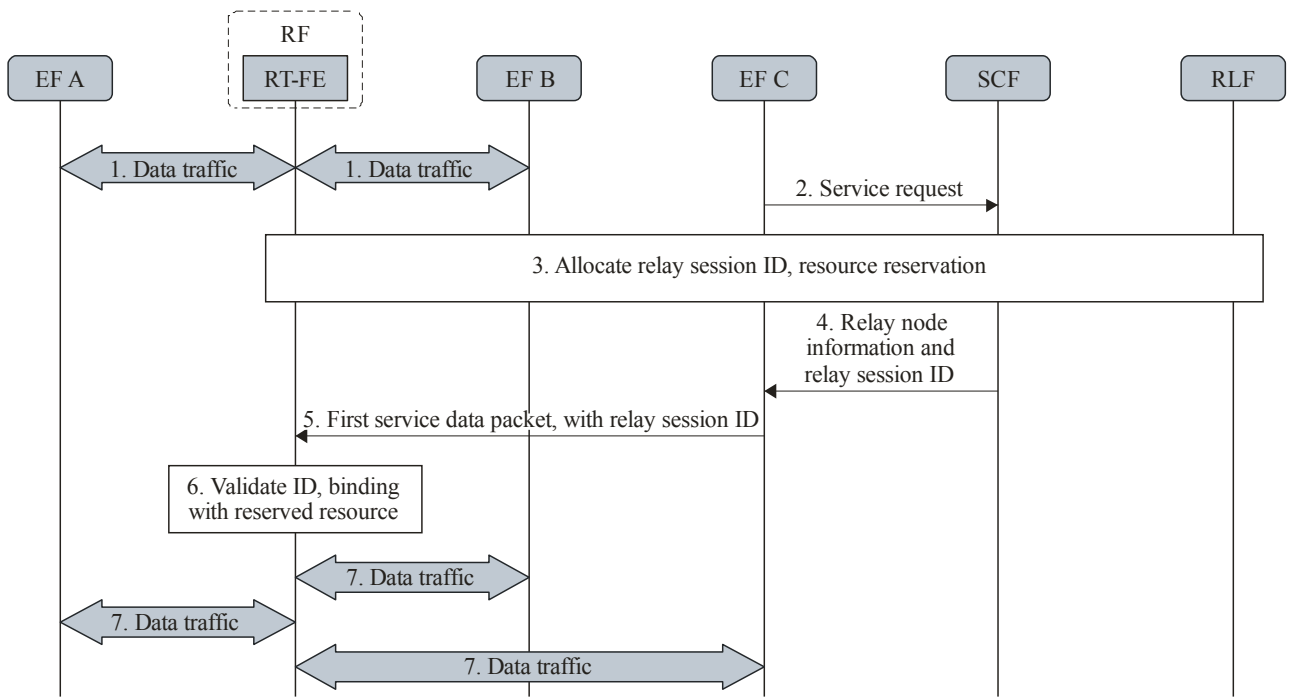 RF
EF A
RT-FE
EF B
EF C
SCF
RLF
1. Data traffic
1. Data traffic
2. Service request
3. Allocate relay session ID, resource reservation
4. Relay node
information and
relay session ID
5. First service data packet, with relay session ID
6. Validate ID, binding
with reserved resource
7. Data traffic
7. Data traffic
7. Data traffic